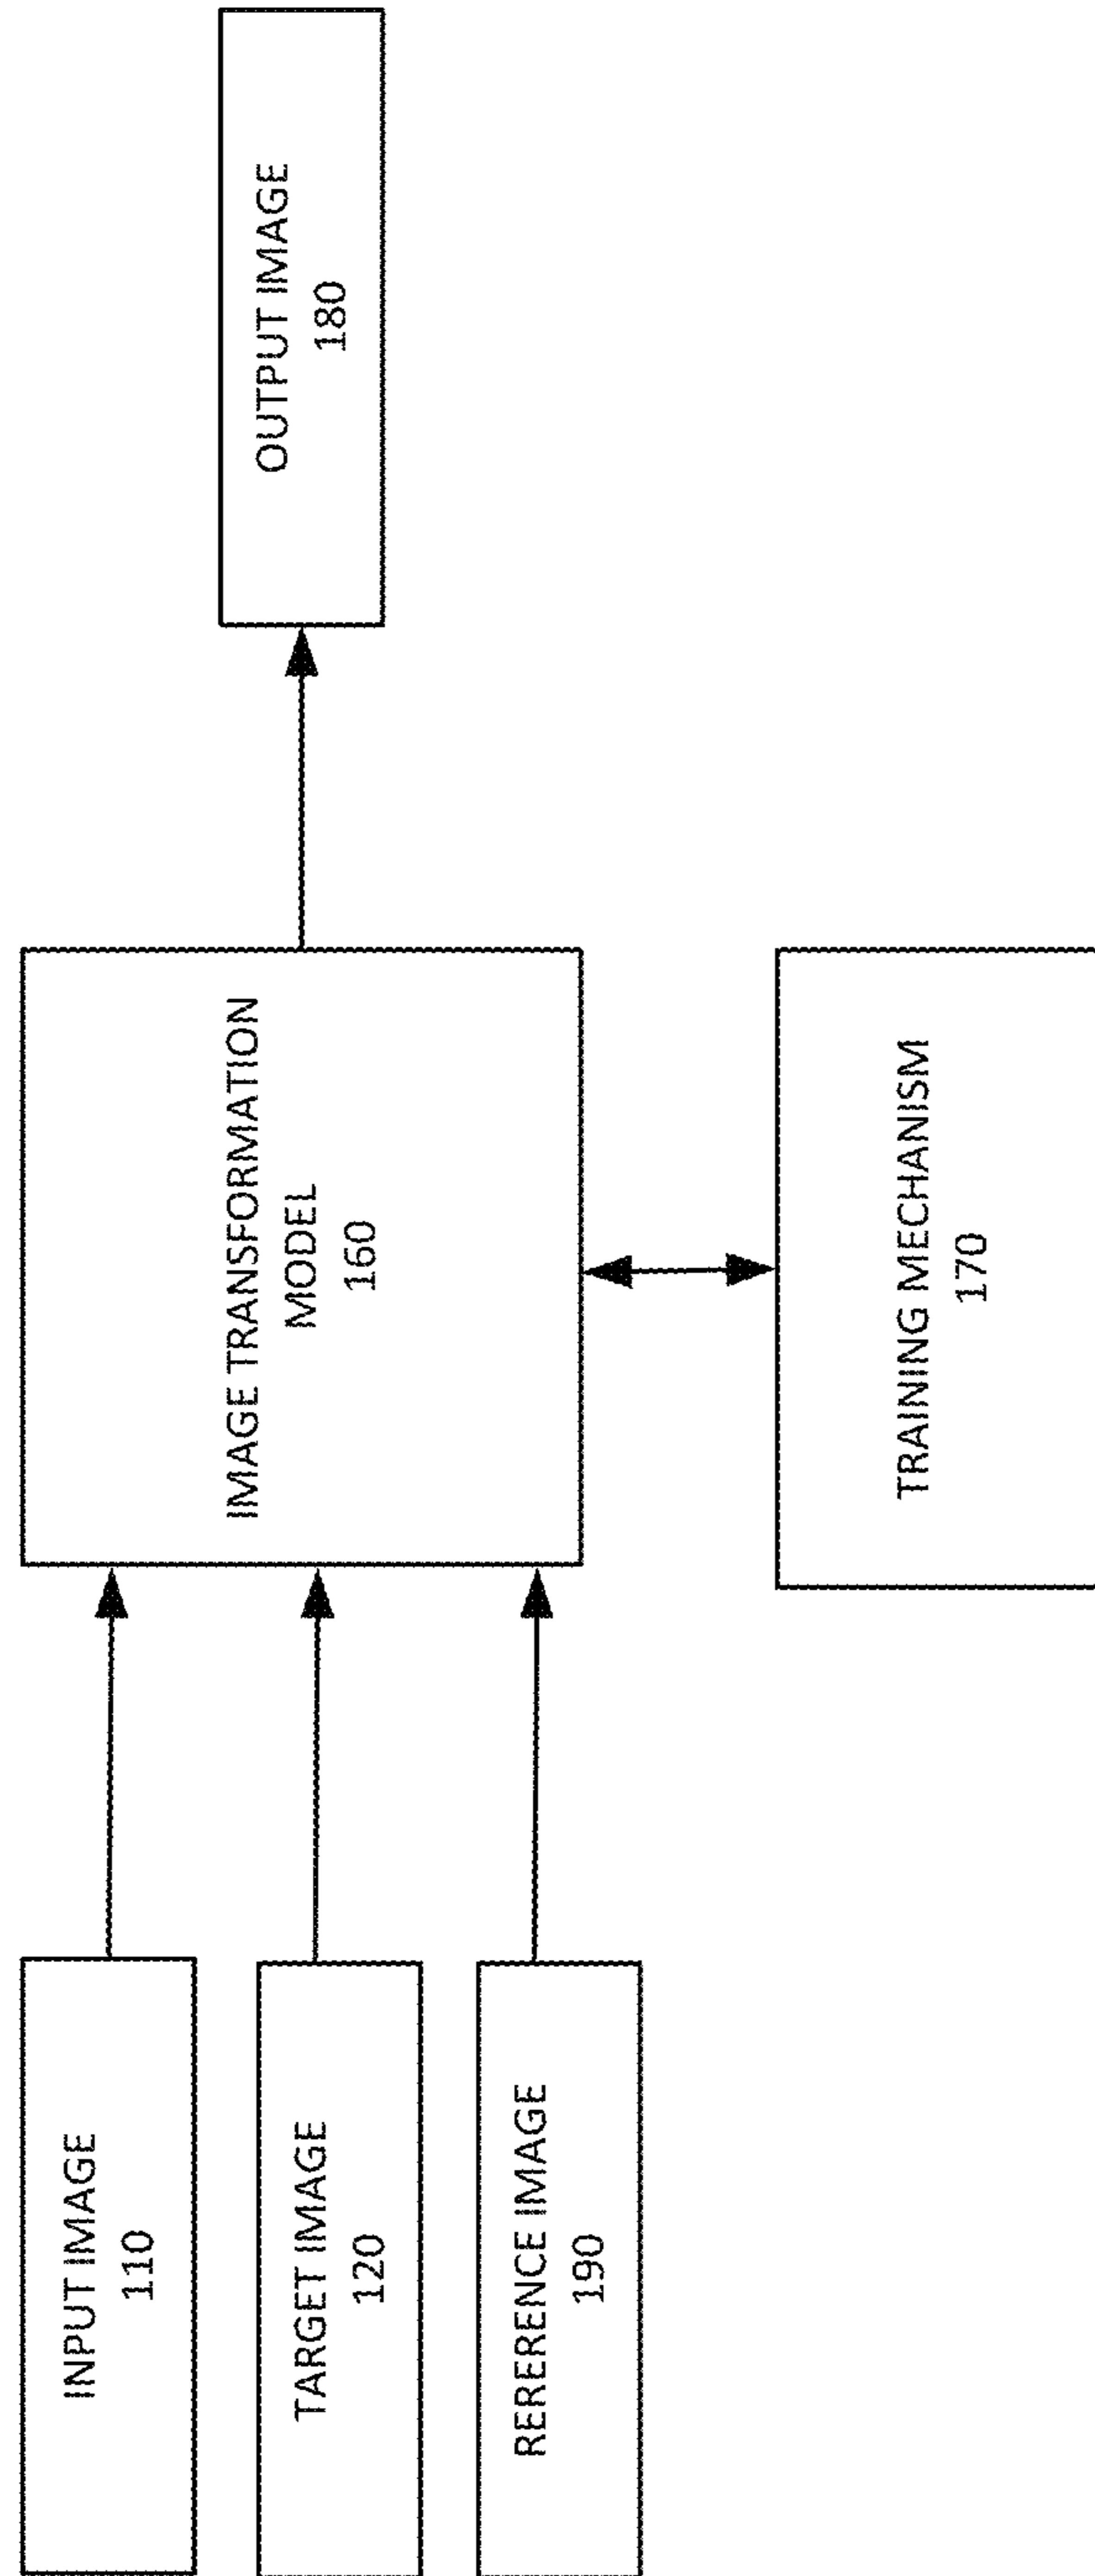 INPUT IMAGE
110
TARGET IMAGE
120
RERERENCE IMAGE
190
IMAGE TRANSFORMATION
MODEL
160
TRAINING MECHANISM
170
OUTPUT IMAGE
180